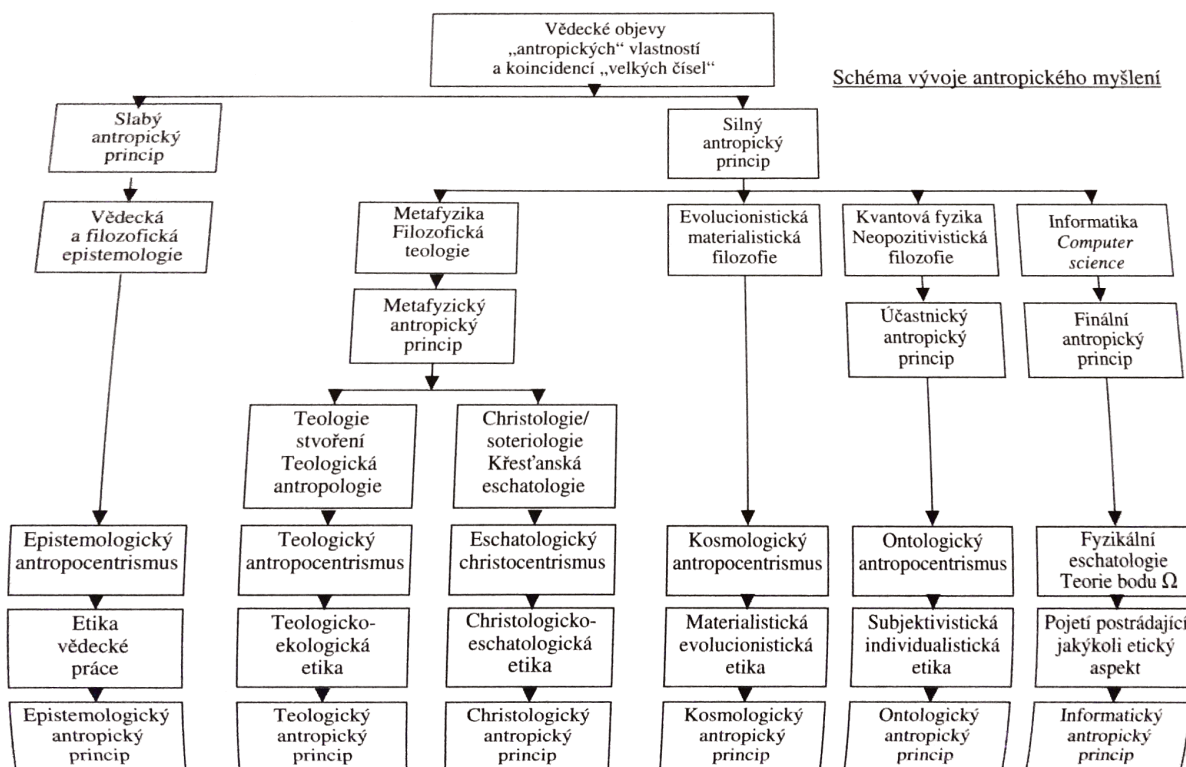 Vědecké objevy
„antropických“ vlastností
a koincidencí „velkých čísel“
Schéma vývoje antropického myšlení
Slabý
antropický
princip
Silný
antropický
princip
Vědecká
a filozofická
epistemologie
Metafyzika
Filozofická
teologie
Evolucionistická
materialistická
filozofie
Kvantová fyzika
Neopozitivistická
filozofie
Informatika
Computer
science
Metafyzický
antropický
princip
Účastnický
antropický
princip
Finální
antropický
princip
Teologie
stvoření
Teologická
antropologie
Christologie/
soteriologie
Křesťanská
eschatologie
Epistemologický
antropocentrismus
Teologický
antropocentrismus
Eschatologický
christocentrismus
Kosmologický
antropocentrismus
Ontologický
antropocentrismus
Fyzikální
eschatologie
Teorie bodu Ω
Etika
vědecké
práce
Teologicko-
ekologická
etika
Christologicko-
eschatologická
etika
Materialistická
evolucionistická
etika
Subjektivistická
individualistická
etika
Pojetí postrádající
jakýkoli etický
aspekt
Epistemologický
antropický
princip
Teologický
antropický
princip
Christologický
antropický
princip
Kosmologický
antropický
princip
Ontologický
antropický
princip
Informatický
antropický
princip